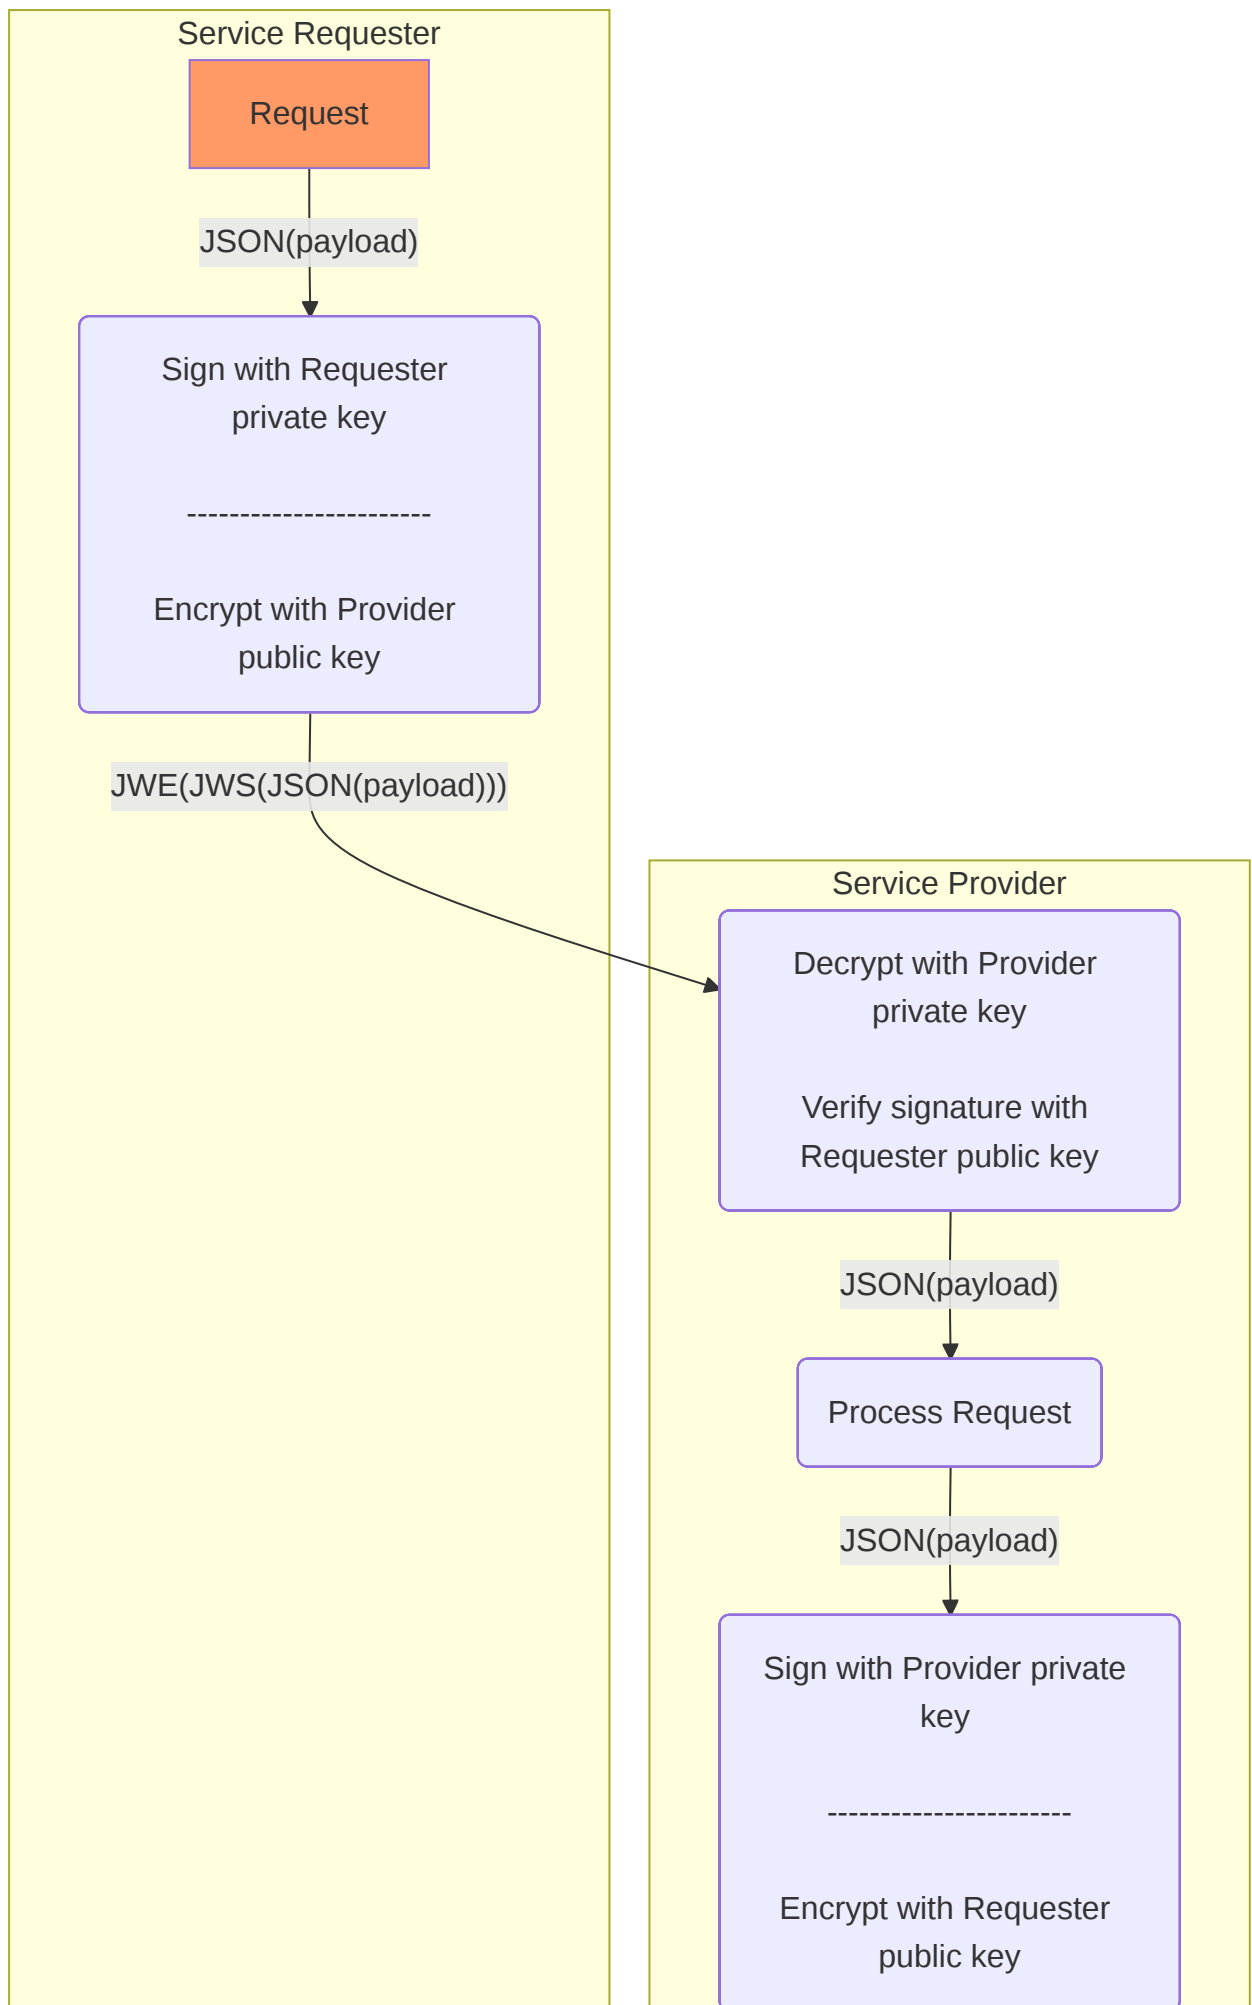 Service Requester
Request
JSON(payload)
Sign with Requester
private key
-----------------------
Encrypt with Provider
public key
JWE(JWS(JSON(payload)))
Service Provider
Decrypt with Provider
private key
Verify signature with
Requester public key
JSON(payload)
Process Request
JSON(payload)
Sign with Provider private
key
-----------------------
Encrypt with Requester
public key